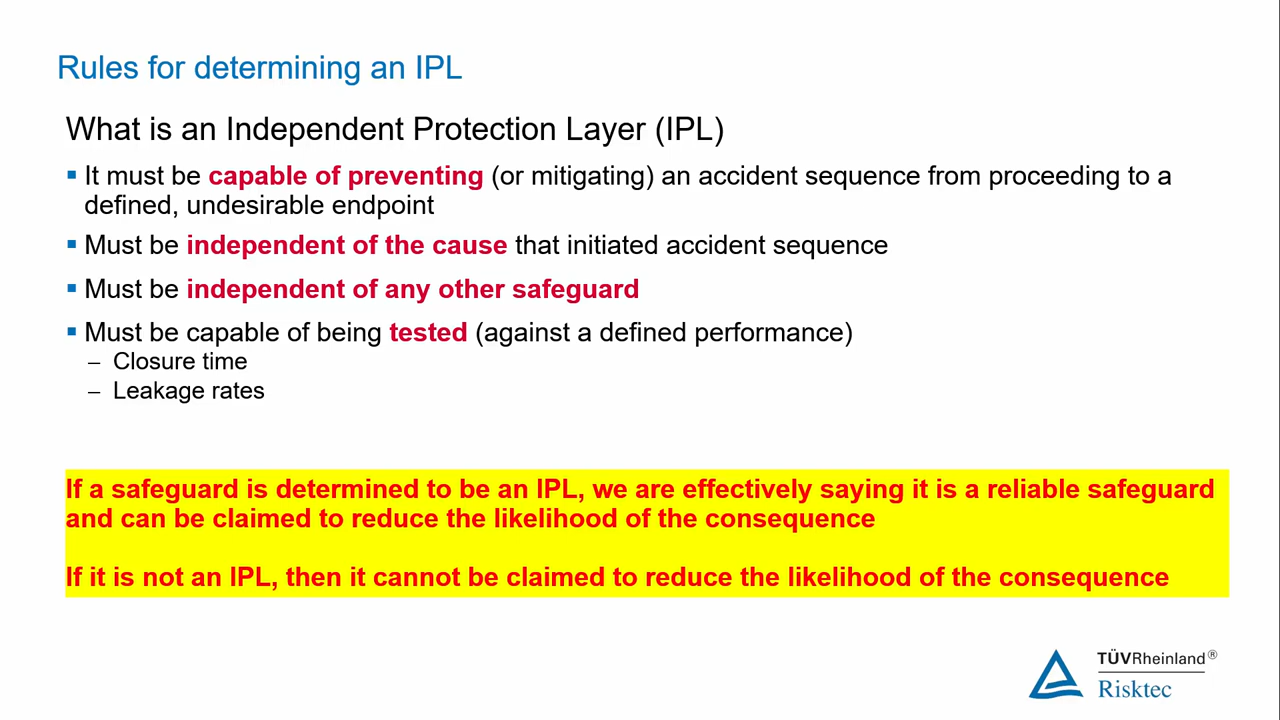 Rules for determining an IPL
What is an Independent Protection Layer (IPL)
▪ It must be capable of preventing (or mitigating) an accident sequence from proceeding to a
defined, undesirable endpoint
▪ Must be independent of the cause that initiated accident sequence
▪ Must be independent of any other safeguard
▪ Must be capable of being tested (against a defined performance)
– Closure time
– Leakage rates
If a safeguard is determined to be an IPL, we are effectively saying it is a reliable safeguard
and can be claimed to reduce the likelihood of the consequence
If it is not an IPL, then it cannot be claimed to reduce the likelihood of the consequence
TÜVRheinland®
Risktec